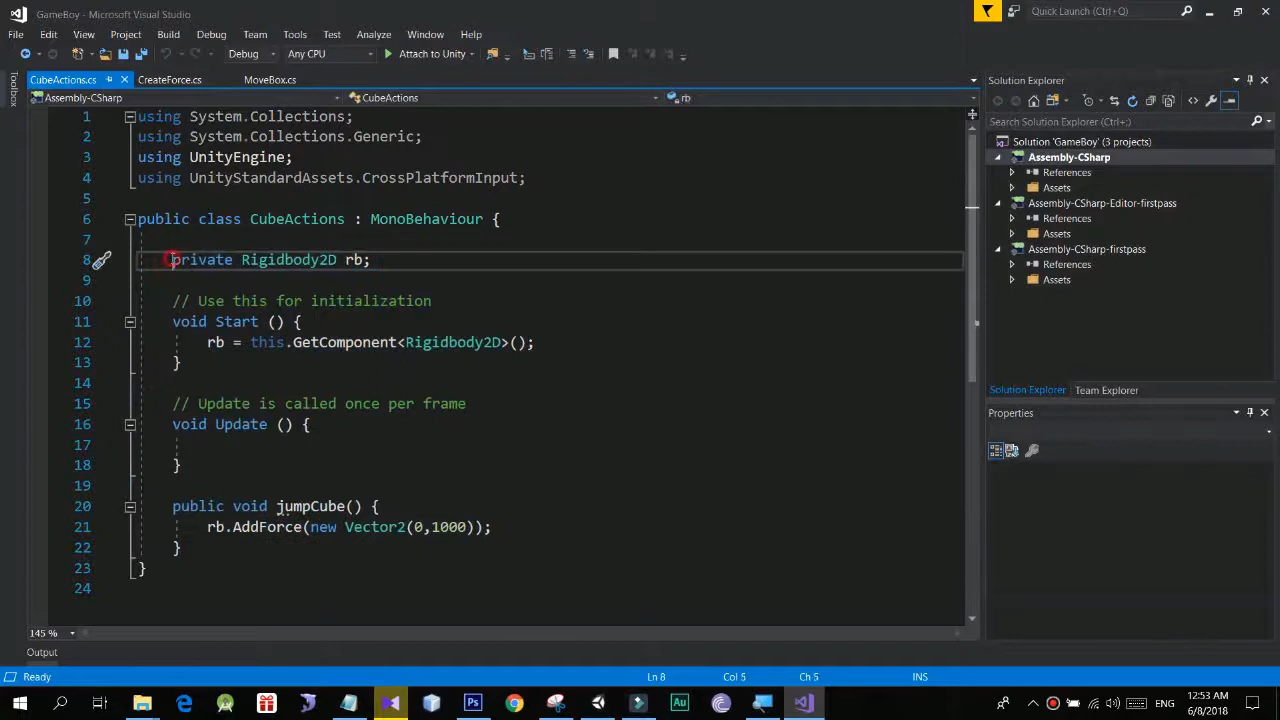 GameBoy - Microsoft Visual Studio
Quick Launch (Ctrl+Q)
File Edit View Project Build Debug Team Tools Test Analyze Window Help
Debug Any CPU Attach to Unity
Toolbox
CubeActions.cs CreateForce.cs MoveBox.cs
Assembly-CSharp CubeActions rb
1 using System.Collections;
2 using System.Collections.Generic;
3 using UnityEngine;
4 using UnityStandardAssets.CrossPlatformInput;
5
6 public class CubeActions : MonoBehaviour {
7
8 private Rigidbody2D rb;
9
10 // Use this for initialization
11 void Start () {
12 rb = this.GetComponent<Rigidbody2D>();
13 }
14
15 // Update is called once per frame
16 void Update () {
17
18 }
19
20 public void jumpCube() {
21 rb.AddForce(new Vector2(0,1000));
22 }
23 }
24
145 %
Output
Solution Explorer
Search Solution Explorer (Ctrl+;)
Solution 'GameBoy' (3 projects)
Assembly-CSharp
References
Assets
Assembly-CSharp-Editor-firstpass
References
Assets
Assembly-CSharp-firstpass
References
Assets
Solution Explorer Team Explorer
Properties
Ready Ln 8 Col 5 Ch 5 INS
Ps Au
12:53 AM
6/8/2018